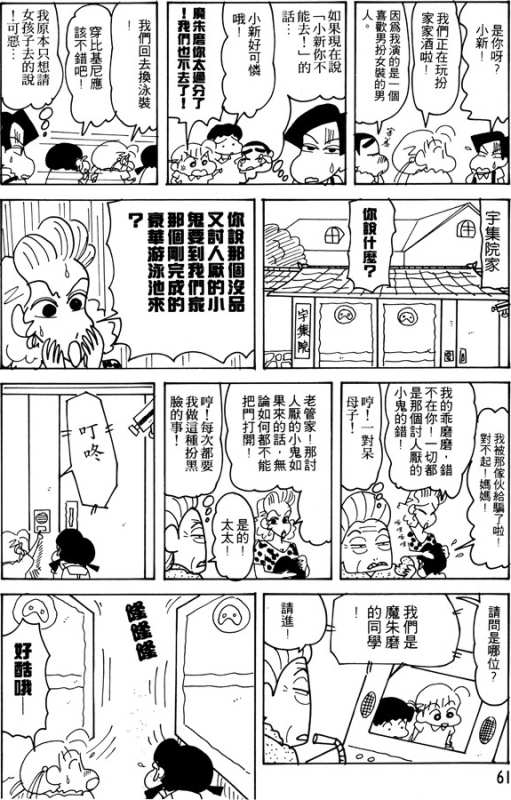 是你呀?
小新!
我們正在玩扮
家家酒啦!
因為我演的是一個
喜歡男扮女裝的男
人。
如果現在說
「小新你不
能去!」的
話…
小新好可憐
哦!
魔朱磨你太過分了
!我們也不去了!
我們回去換泳裝
!
穿比基尼應
該不錯吧!
我原本只想請
女孩子去的說
!可惡…
宇集院家
你說什麼?
宇集院
你說那個沒品
又討人厭的小
鬼要到我們家
那個剛完成的
豪華游泳池來
?
我被那傢伙給騙了啦!
對不起!媽媽!
我的乖磨磨,錯
不在你!一切都
是那個討人厭的
小鬼的錯!
哼!一對呆
母子!
老管家!那討
人厭的小鬼如
果來的話,無
論如何都不能
把門打開!
是的!
太太!
哼!每次都要
我做這種扮黑
臉的事!
叮咚
請問是哪位?
我們是
魔朱磨
的同學
!
請進!
隆隆隆
好酷哦!
61